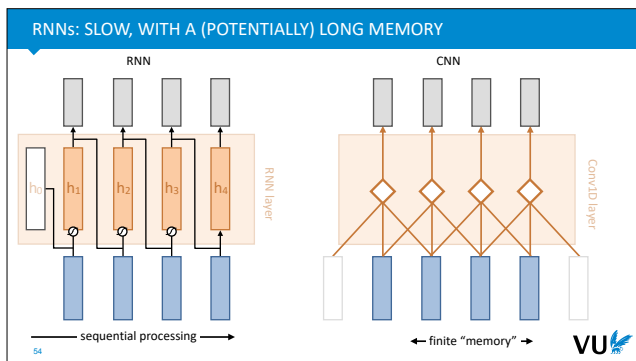 RNNs: SLOW, WITH A (POTENTIALLY) LONG MEMORY
RNN
CNN
h0
h1
h2
h3
h4
RNN layer
Conv1D layer
sequential processing
finite “memory”
54
VU